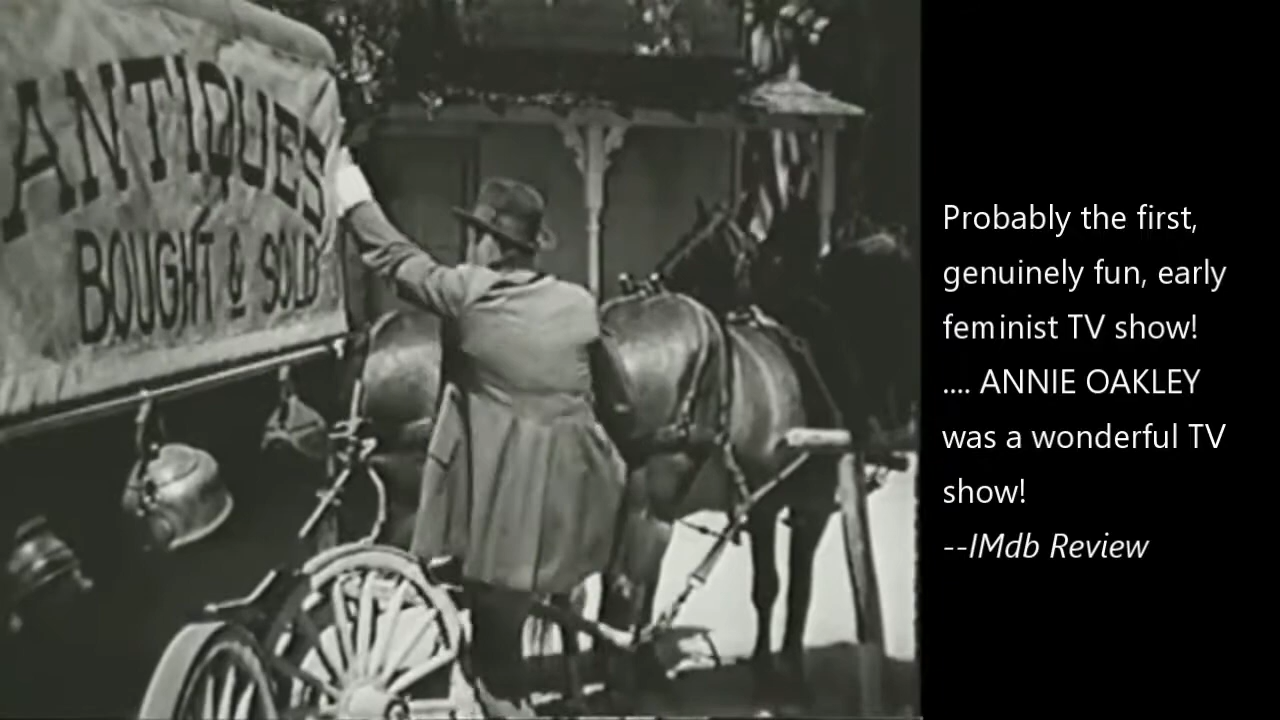 ANTIQUES
BOUGHT & SOLD
Probably the first,
genuinely fun, early
feminist TV show!
.... ANNIE OAKLEY
was a wonderful TV
show!
--IMdb Review